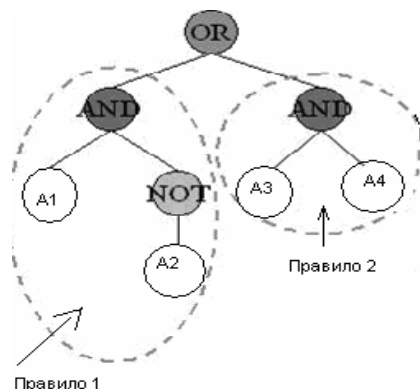 OR
AND AND
A1 NOT A3 A4
A2
Правило 2
Правило 1